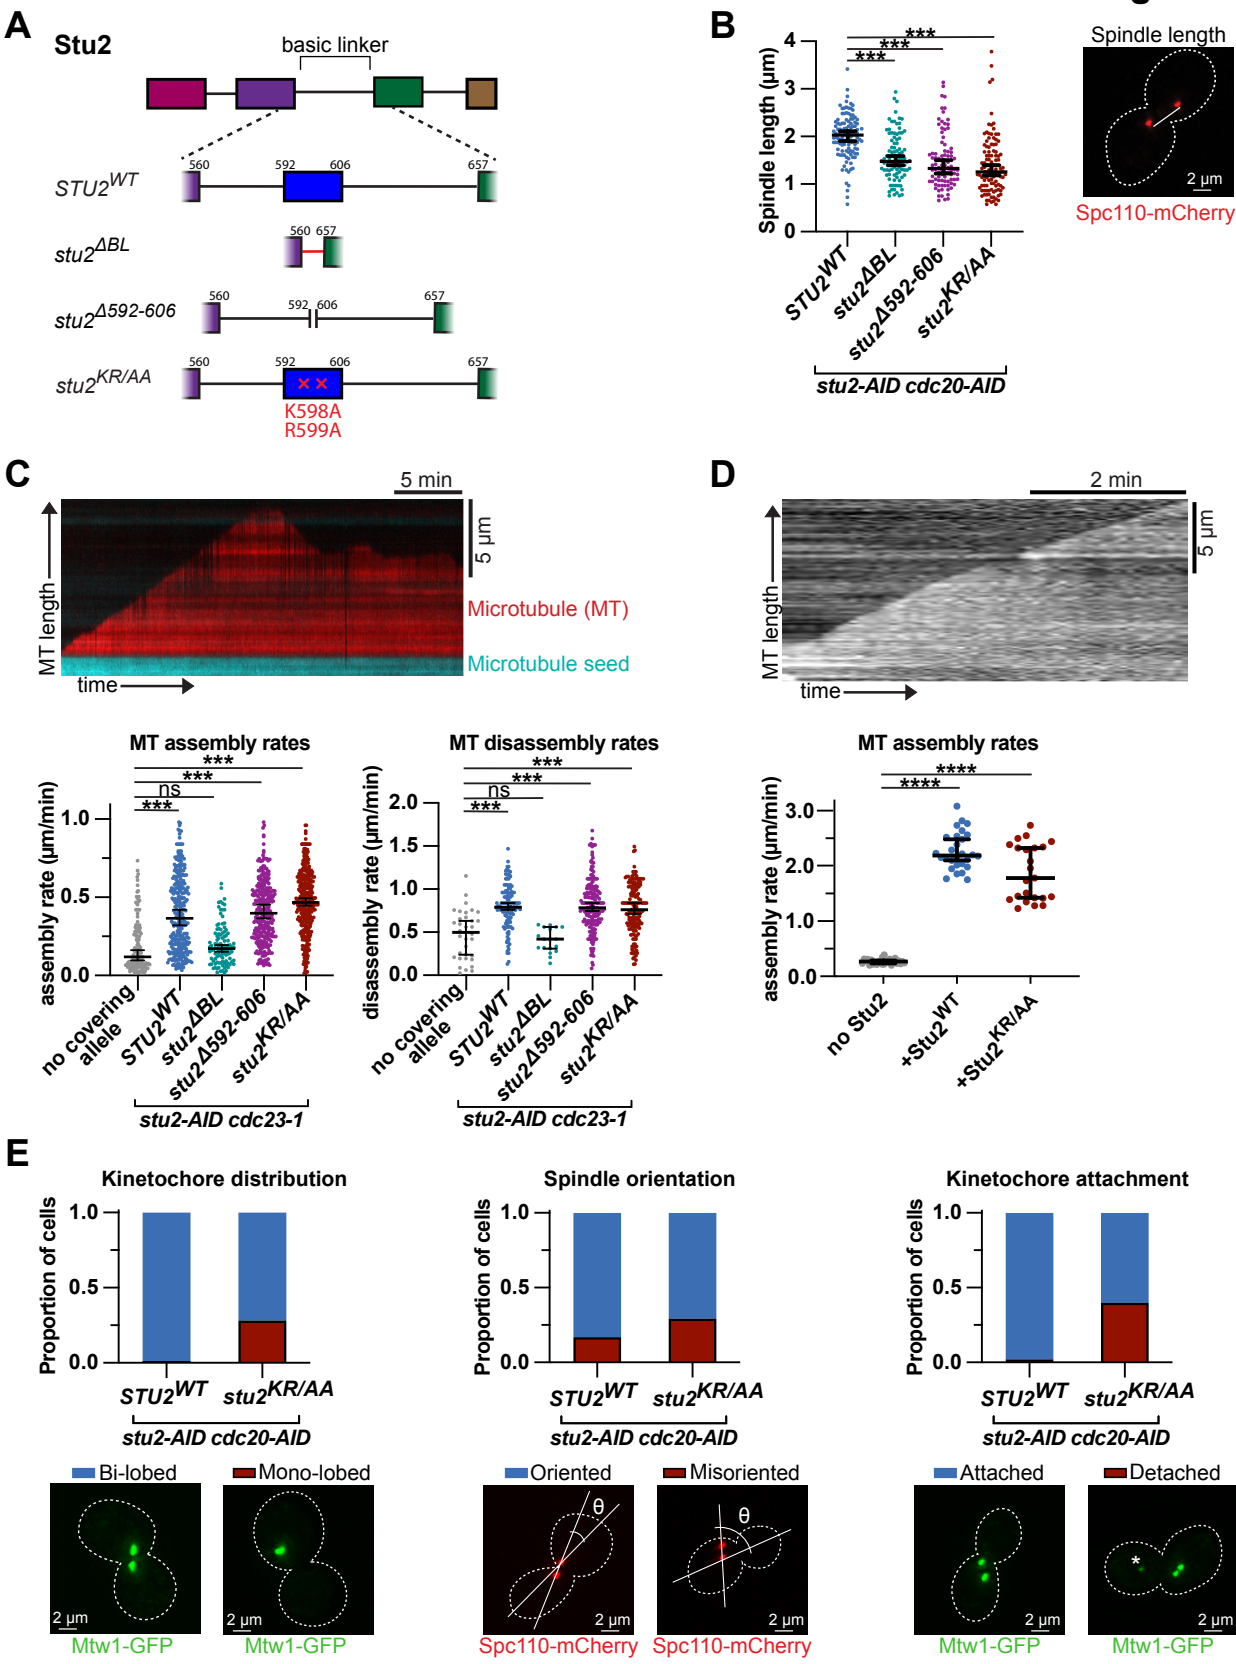 A
Stu2
basic linker
560
592
606
657
STU2WT
560 657
stu2ΔBL
560
592 606
657
stu2Δ592-606
560
592
606
657
stu2KR/AA
K598A
R599A
B
***
***
***
Spindle length (μm)
4
3
2
1
0
STU2WT
stu2ΔBL
stu2Δ592-606
stu2KR/AA
stu2-AID cdc20-AID
Spindle length
2 μm
Spc110-mCherry
C
5 min
5 μm
MT length
time
Microtubule (MT)
Microtubule seed
MT assembly rates
***
***
ns
***
assembly rate (μm/min)
1.0
0.5
0.0
no covering
allele
STU2WT
stu2ΔBL
stu2Δ592-606
stu2KR/AA
stu2-AID cdc23-1
MT disassembly rates
***
***
ns
***
disassembly rate (μm/min)
2.0
1.5
1.0
0.5
0.0
no covering
allele
STU2WT
stu2ΔBL
stu2Δ592-606
stu2KR/AA
stu2-AID cdc23-1
D
2 min
5 μm
MT length
time
MT assembly rates
****
****
assembly rate (μm/min)
3.0
2.0
1.0
0.0
no Stu2
+Stu2WT
+Stu2KR/AA
E
Kinetochore distribution
Proportion of cells
1.0
0.5
0.0
STU2WT
stu2KR/AA
stu2-AID cdc20-AID
Bi-lobed
Mono-lobed
2 μm
Mtw1-GFP
2 μm
Mtw1-GFP
Spindle orientation
Proportion of cells
1.0
0.5
0.0
STU2WT
stu2KR/AA
stu2-AID cdc20-AID
Oriented
Misoriented
θ
2 μm
Spc110-mCherry
θ
2 μm
Spc110-mCherry
Kinetochore attachment
Proportion of cells
1.0
0.5
0.0
STU2WT
stu2KR/AA
stu2-AID cdc20-AID
Attached
Detached
2 μm
Mtw1-GFP
*
2 μm
Mtw1-GFP